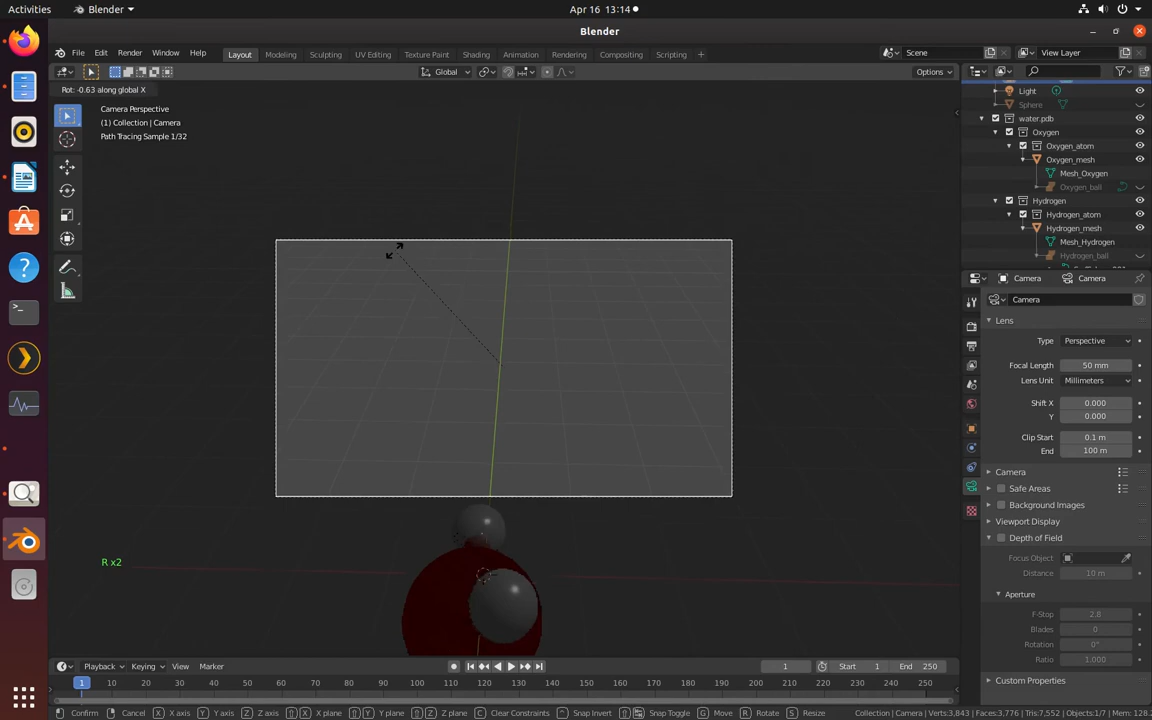 Activities
Blender
Apr 16 13:14
Blender
File Edit Render Window Help
Layout Modeling Sculpting UV Editing Texture Paint Shading Animation Rendering Compositing Scripting +
Scene
View Layer
Global
Options
Rot: -0.63 along global X
Camera Perspective
(1) Collection | Camera
Path Tracing Sample 1/32
R x2
Light
Sphere
water.pdb
Oxygen
Oxygen_atom
Oxygen_mesh
Mesh_Oxygen
Oxygen_ball
Hydrogen
Hydrogen_atom
Hydrogen_mesh
Mesh_Hydrogen
Hydrogen_ball
Camera Camera
Camera
Lens
Type Perspective
Focal Length 50 mm
Lens Unit Millimeters
Shift X 0.000
Y 0.000
Clip Start 0.1 m
End 100 m
Camera
Safe Areas
Background Images
Viewport Display
Depth of Field
Focus Object
Distance 10 m
Aperture
F-Stop 2.8
Blades 0
Rotation 0°
Ratio 1.000
Custom Properties
Playback Keying View Marker
1
Start 1
End 250
1 10 20 30 40 50 60 70 80 90 100 110 120 130 140 150 160 170 180 190 200 210 220 230 240 250
Confirm Cancel X X axis Y Y axis Z Z axis X X plane Y Y plane Z Z plane C Clear Constraints Snap Invert Snap Toggle G Move R Rotate S Resize
Collection | Camera | Verts:3,843 | Faces:3,776 | Tris:7,552 | Objects:1/7 | Mem: 128.